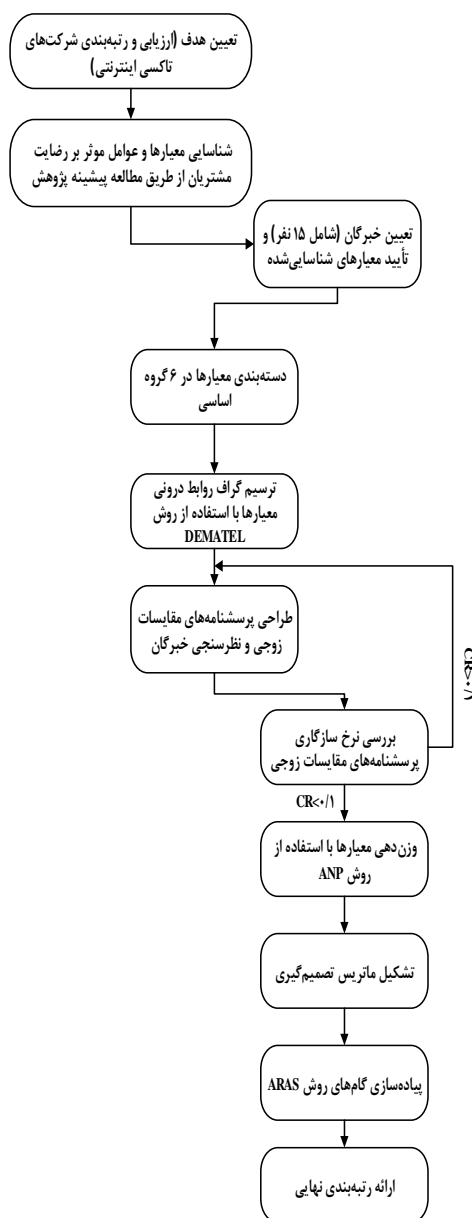 تعیین هدف (ارزیابی و رتبه‌بندی شرکت‌های
تاکسی اینترنتی)
شناسایی معیارها و عوامل موثر بر رضایت
مشتریان از طریق مطالعه پیشینه پژوهش
تعیین خبرگان (شامل ۱۵ نفر) و
تأیید معیارهای شناسایی‌شده
دسته‌بندی معیارها در ۶ گروه
اساسی
ترسیم گراف روابط درونی
معیارها با استفاده از روش
DEMATEL
طراحی پرسشنامه‌های مقایسات
زوجی و نظرسنجی خبرگان
بررسی نرخ سازگاری
پرسشنامه‌های مقایسات زوجی
CR<۰/۱
وزن‌دهی معیارها با استفاده از
روش ANP
تشکیل ماتریس تصمیم‌گیری
پیاده‌سازی گام‌های روش ARAS
ارائه رتبه‌بندی نهایی